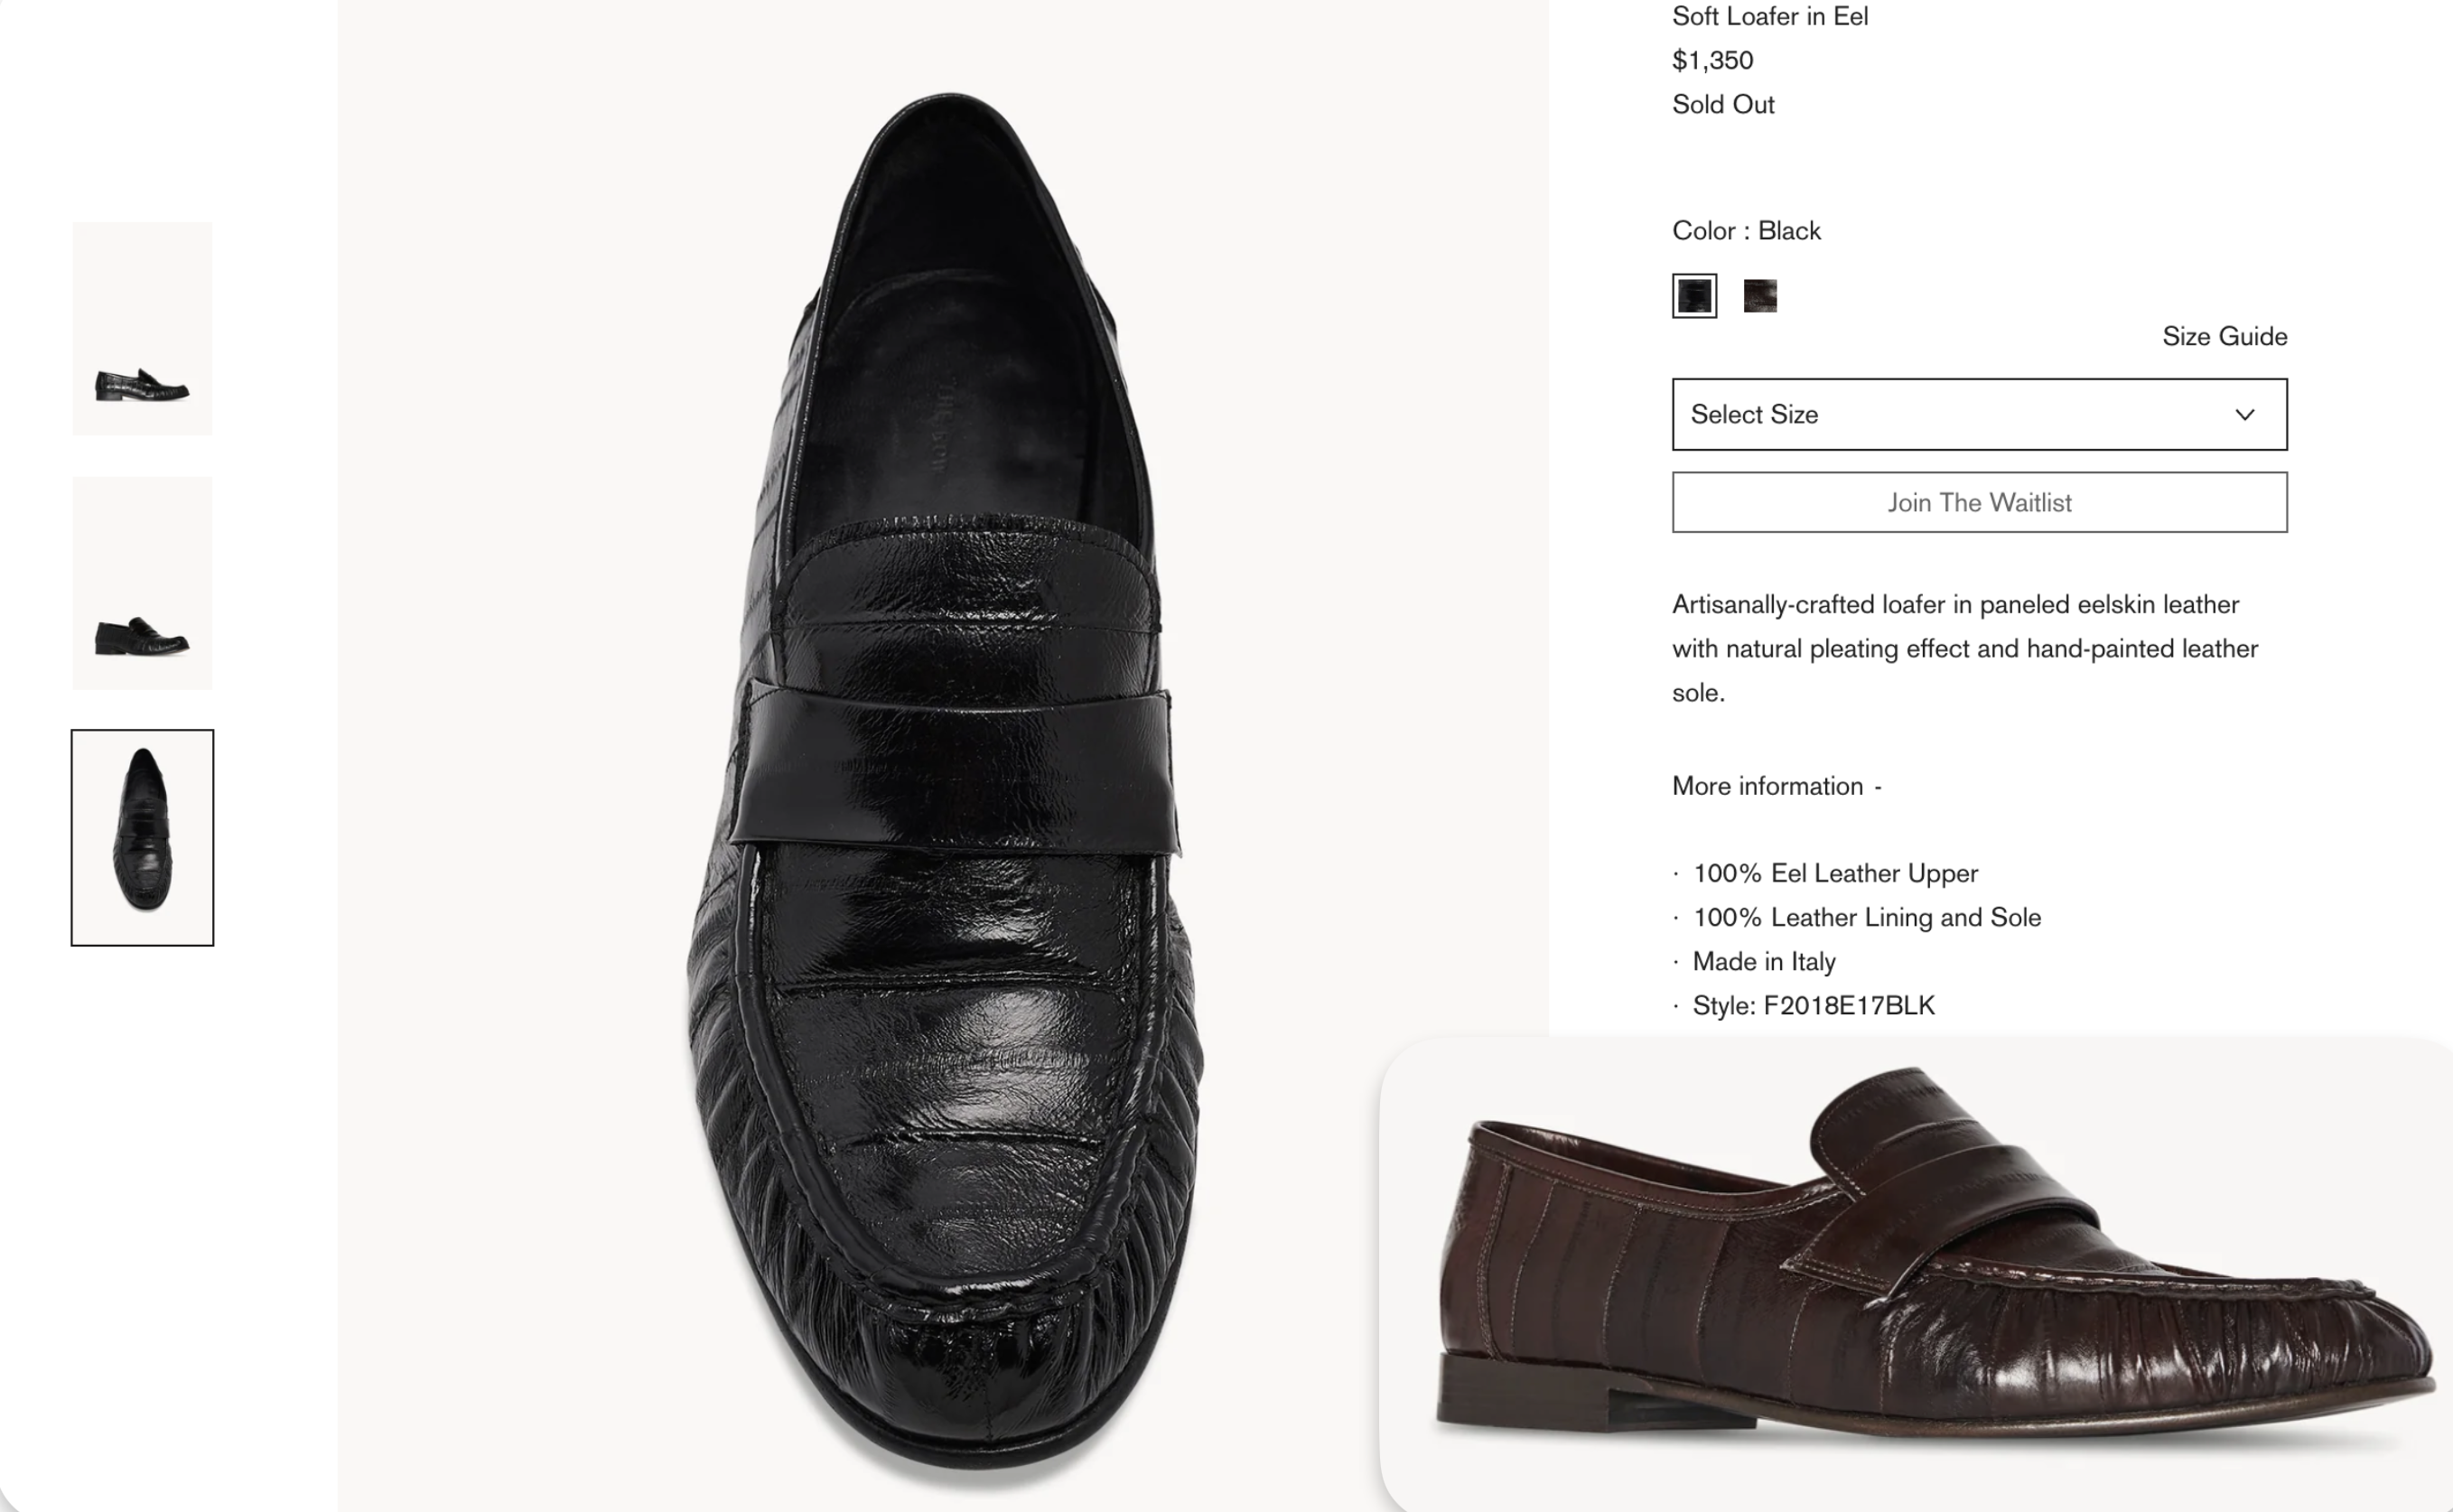 Soft Loafer in Eel
$1,350
Sold Out
Color : Black
Size Guide
Select Size
Join The Waitlist
Artisanally-crafted loafer in paneled eelskin leather
with natural pleating effect and hand-painted leather
sole.
More information -
· 100% Eel Leather Upper
· 100% Leather Lining and Sole
· Made in Italy
· Style: F2018E17BLK